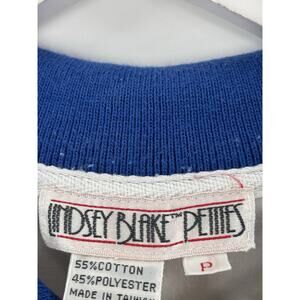 LINDSEY BLAKE™ PETITES
55%COTTON
45%POLYESTER
MADE IN TAIWAN
P